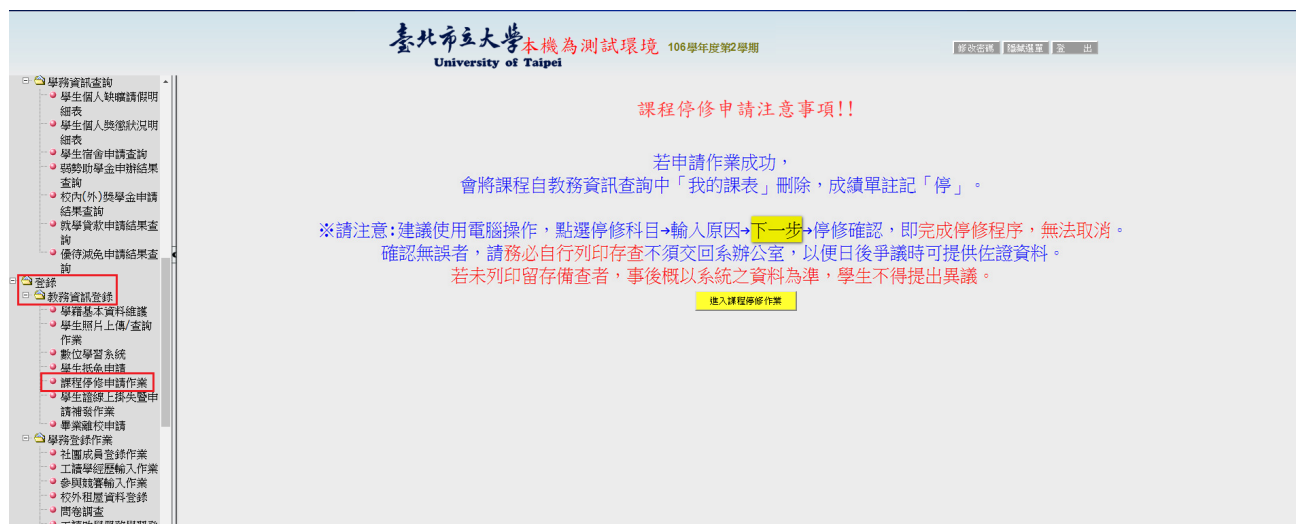 臺北市立大學本機為測試環境 106學年度第2學期
University of Taipei
修改密碼 隱藏選單 登 出
學務資訊查詢
學生個人缺曠請假明
細表
學生個人獎懲狀況明
細表
學生宿舍申請查詢
弱勢助學金申辦結果
查詢
校內(外)獎學金申請
結果查詢
就學貸款申請結果查
詢
優待減免申請結果查
詢
登錄
教務資訊登錄
學籍基本資料維護
學生照片上傳/查詢
作業
數位學習系統
學生抵免申請
課程停修申請作業
學生證線上掛失暨申
請補發作業
畢業離校申請
學務登錄作業
社團成員登錄作業
工讀學經歷輸入作業
參與競賽輸入作業
校外租屋資料登錄
問卷調查
課程停修申請注意事項!!
若申請作業成功，
會將課程自教務資訊查詢中「我的課表」刪除，成績單註記「停」。
※請注意:建議使用電腦操作，點選停修科目→輸入原因→下一步→停修確認，即完成停修程序，無法取消。
確認無誤者，請務必自行列印存查不須交回系辦公室，以便日後爭議時可提供佐證資料。
若未列印留存備查者，事後概以系統之資料為準，學生不得提出異議。
進入課程停修作業